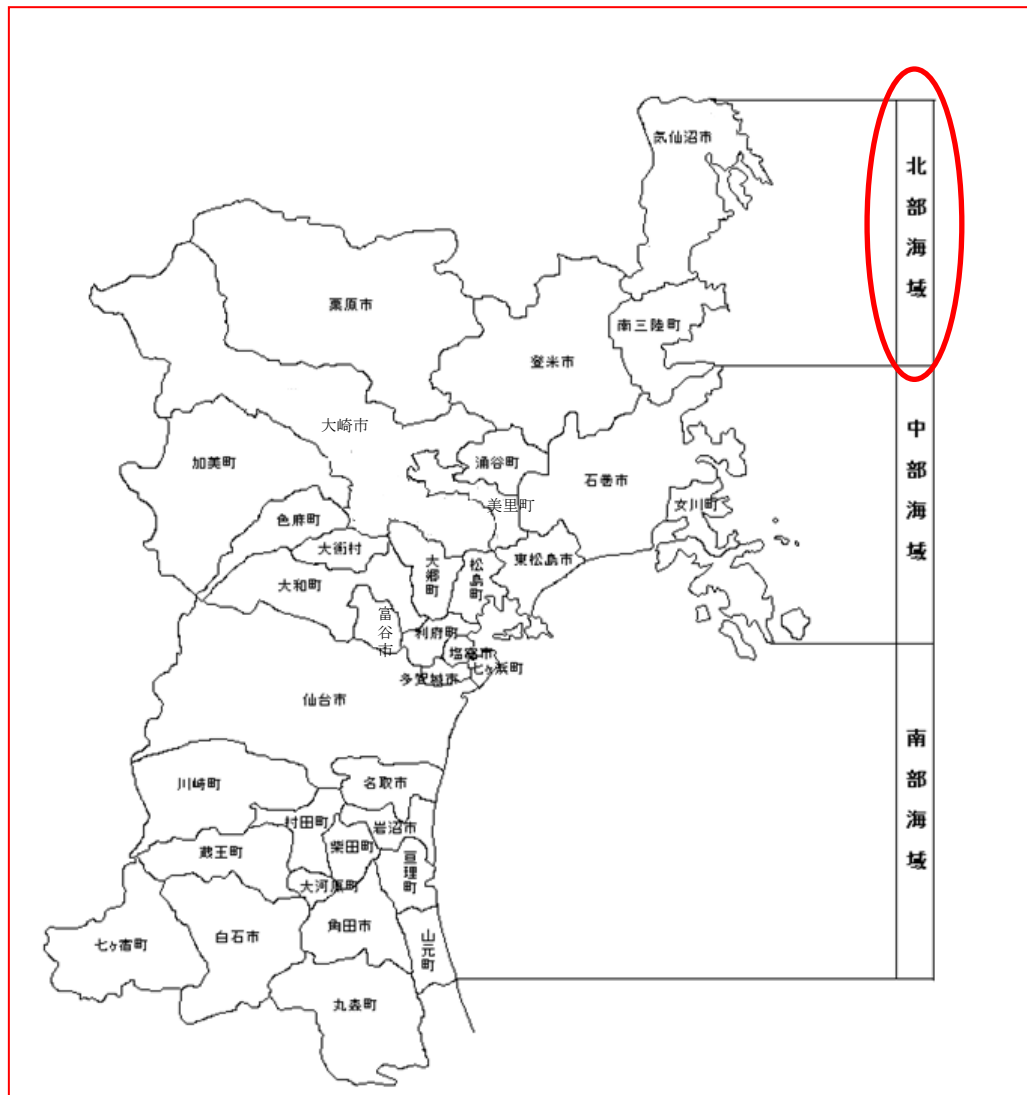 気仙沼市
北部海域
栗原市
南三陸町
登米市
大崎市
中部海域
加美町
涌谷町
石巻市
美里町
女川町
色麻町
大衡村
大郷町
松島町
東松島市
大和町
富谷市
利府町
塩竈市
七ヶ浜町
多賀城市
仙台市
南部海域
川崎町
名取市
村田町
岩沼市
柴田町
蔵王町
亘理町
大河原町
角田市
白石市
山元町
七ヶ宿町
丸森町